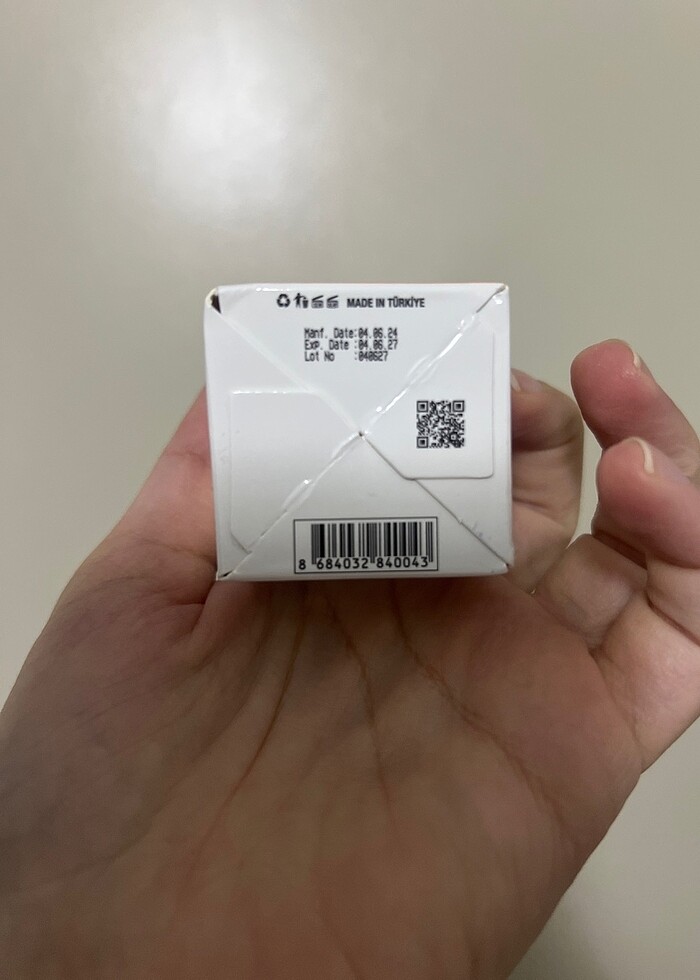 MADE IN TÜRKİYE
Manf. Date:04.06.24
Exp. Date :04.06.27
Lot No :040627
8 684032 840043